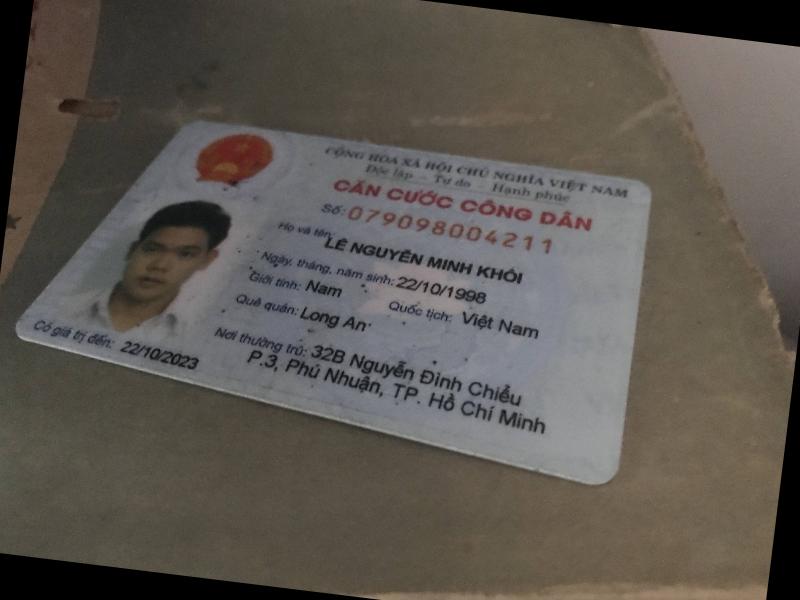 CỘNG HÒA XÃ HỘI CHỦ NGHĨA VIỆT NAM
Độc lập – Tự do – Hạnh phúc
CĂN CƯỚC CÔNG DÂN
Số: 079098004211
Họ và tên:
LÊ NGUYỄN MINH KHÔI
Ngày, tháng, năm sinh: 22/10/1998
Giới tính: Nam Quốc tịch: Việt Nam
Quê quán: Long An
Nơi thường trú: 32B Nguyễn Đình Chiểu
P.3, Phú Nhuận, TP. Hồ Chí Minh
Có giá trị đến: 22/10/2023